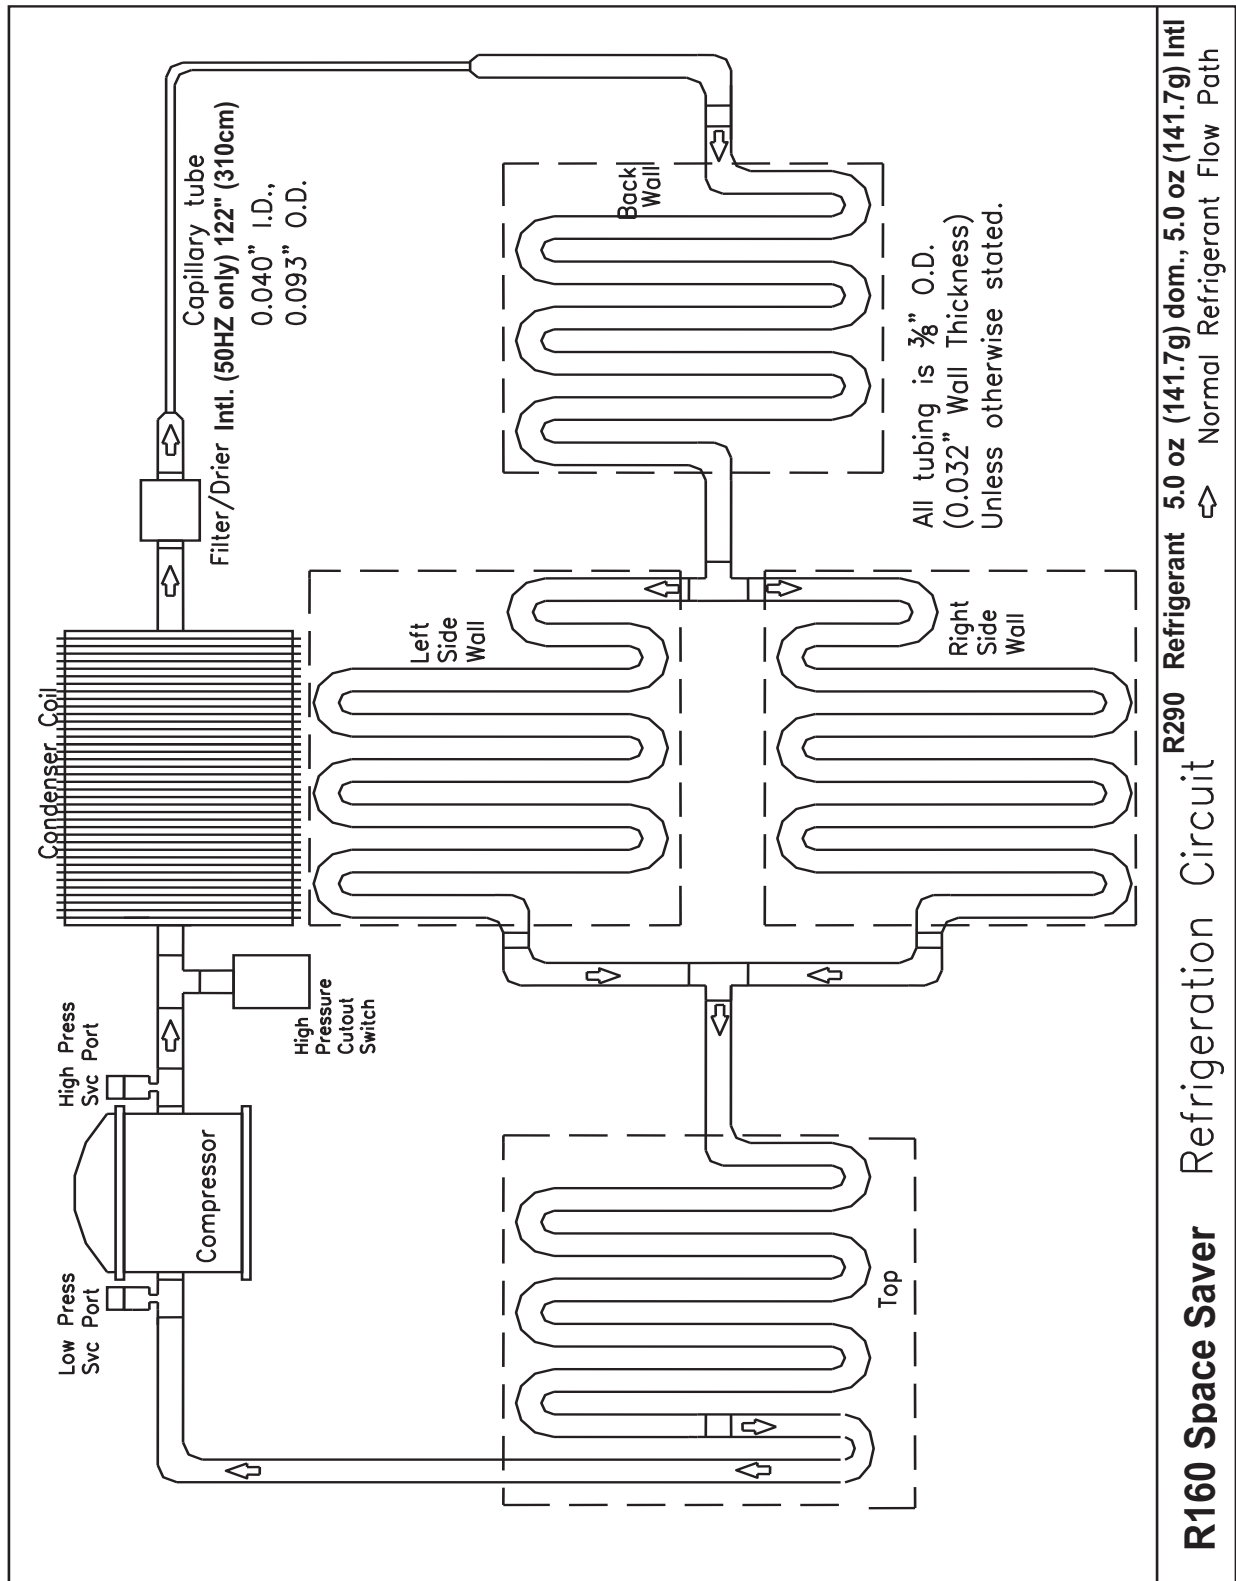 Low Press
Svc Port
High Press
Svc Port
Compressor
High
Pressure
Cutout
Switch
Condenser Coil
Filter/Drier
Capillary tube
Intl. (50HZ only) 122" (310cm)
0.040" I.D.,
0.093" O.D.
Left
Side
Wall
Back
Wall
Top
Right
Side
Wall
All tubing is ⅜" O.D.
(0.032" Wall Thickness)
Unless otherwise stated.
R160 Space Saver Refrigeration Circuit
R290 Refrigerant 5.0 oz (141.7g) dom., 5.0 oz (141.7g) Intl
Normal Refrigerant Flow Path